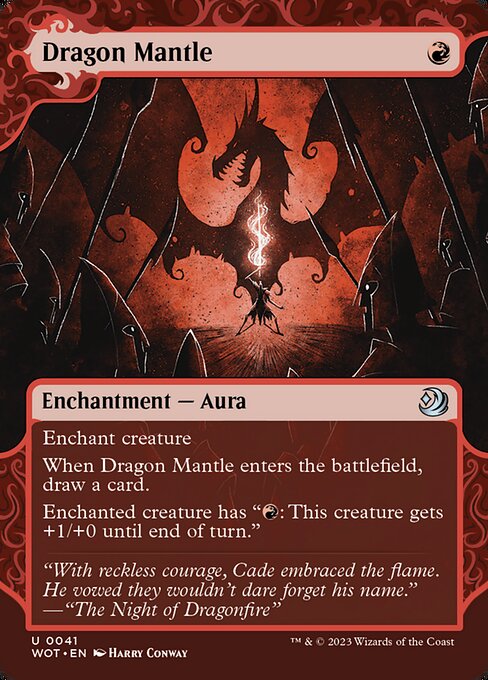 Dragon Mantle
Enchantment — Aura
Enchant creature
When Dragon Mantle enters the battlefield,
draw a card.
Enchanted creature has “: This creature gets
+1/+0 until end of turn.”
“With reckless courage, Cade embraced the flame.
He vowed they wouldn’t dare forget his name.”
—“The Night of Dragonfire”
U 0041
WOT • EN HARRY CONWAY
™ & © 2023 Wizards of the Coast